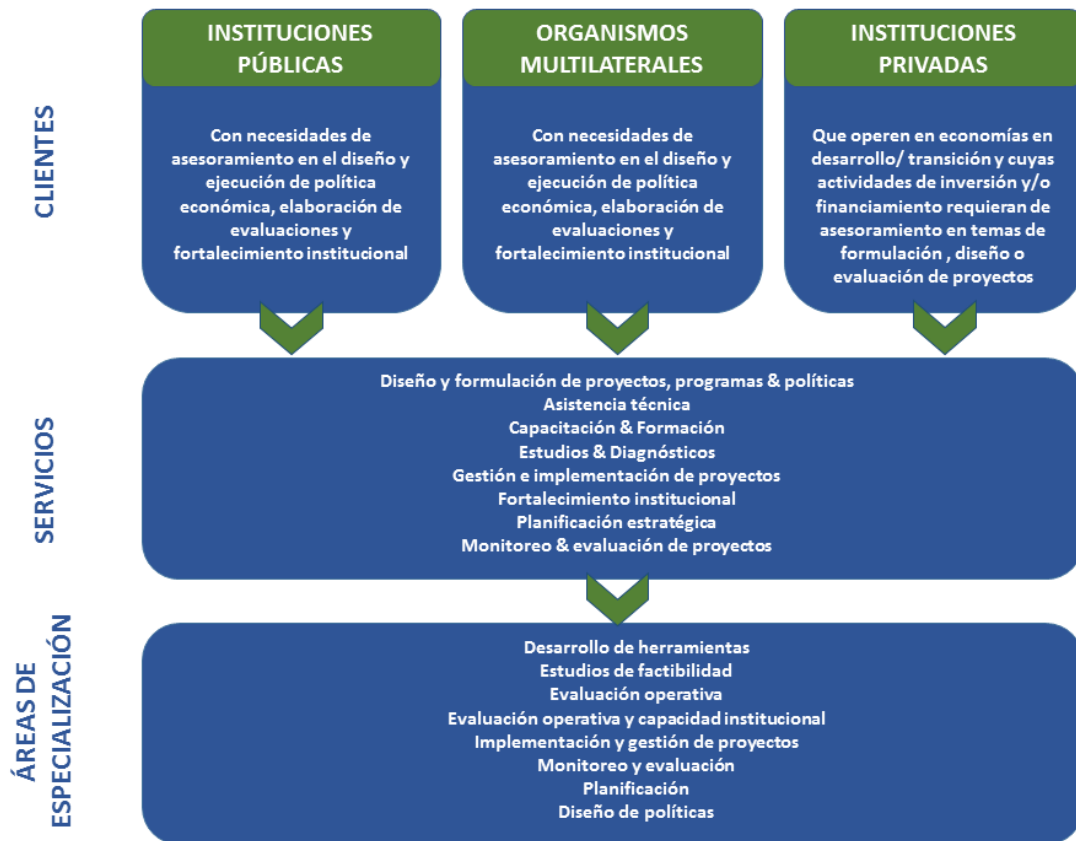 CLIENTES
INSTITUCIONES
PÚBLICAS
Con necesidades de
asesoramiento en el diseño y
ejecución de política
económica, elaboración de
evaluaciones y
fortalecimiento institucional
ORGANISMOS
MULTILATERALES
Con necesidades de
asesoramiento en el diseño y
ejecución de política
económica, elaboración de
evaluaciones y
fortalecimiento institucional
INSTITUCIONES
PRIVADAS
Que operen en economías en
desarrollo/ transición y cuyas
actividades de inversión y/o
financiamiento requieran de
asesoramiento en temas de
formulación , diseño o
evaluación de proyectos
SERVICIOS
Diseño y formulación de proyectos, programas & políticas
Asistencia técnica
Capacitación & Formación
Estudios & Diagnósticos
Gestión e implementación de proyectos
Fortalecimiento institucional
Planificación estratégica
Monitoreo & evaluación de proyectos
ÁREAS DE
ESPECIALIZACIÓN
Desarrollo de herramientas
Estudios de factibilidad
Evaluación operativa
Evaluación operativa y capacidad institucional
Implementación y gestión de proyectos
Monitoreo y evaluación
Planificación
Diseño de políticas